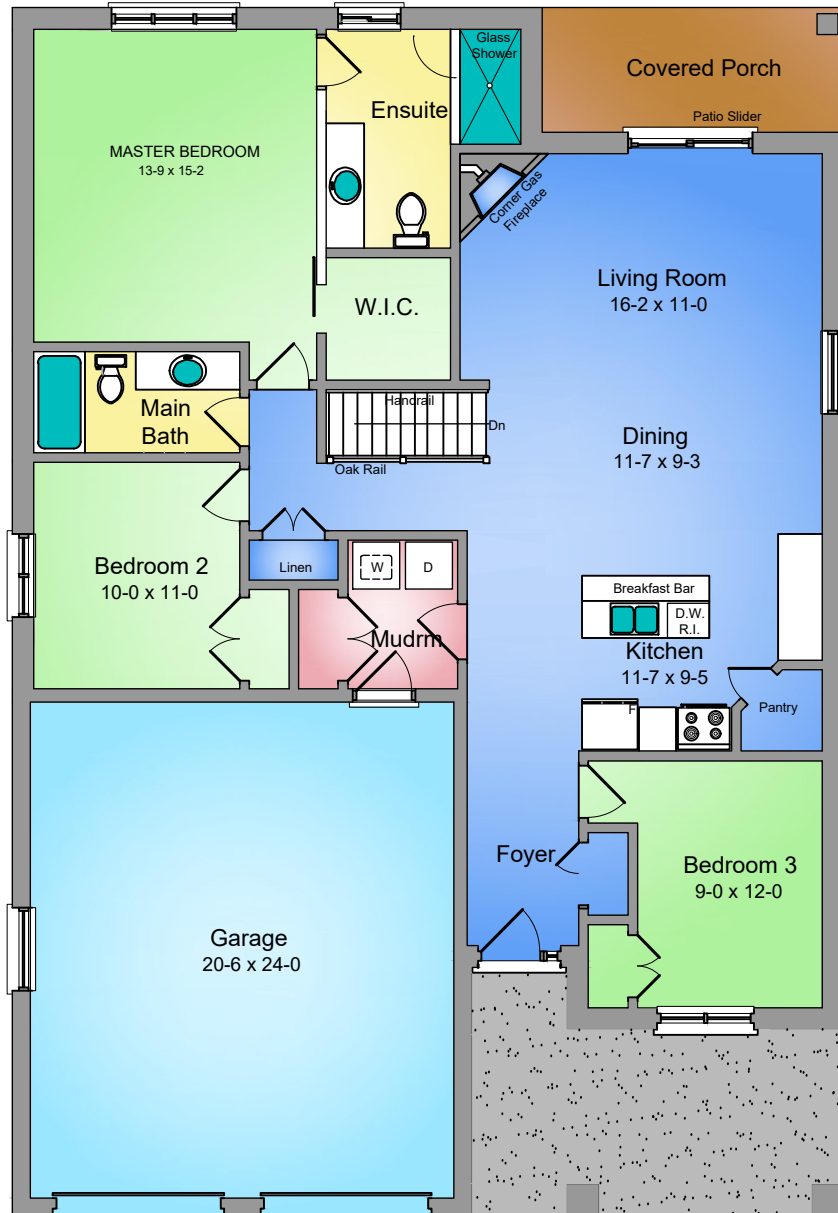 Glass
Shower
Covered Porch
Ensuite
Patio Slider
MASTER BEDROOM
13-9 x 15-2
Corner Gas
Fireplace
Living Room
16-2 x 11-0
W.I.C.
Handrail
Main
Bath
Dn
Dining
11-7 x 9-3
Oak Rail
Bedroom 2
10-0 x 11-0
Linen
W
D
Breakfast Bar
D.W.
R.I.
Mudrm
Kitchen
11-7 x 9-5
F
Pantry
Foyer
Bedroom 3
9-0 x 12-0
Garage
20-6 x 24-0